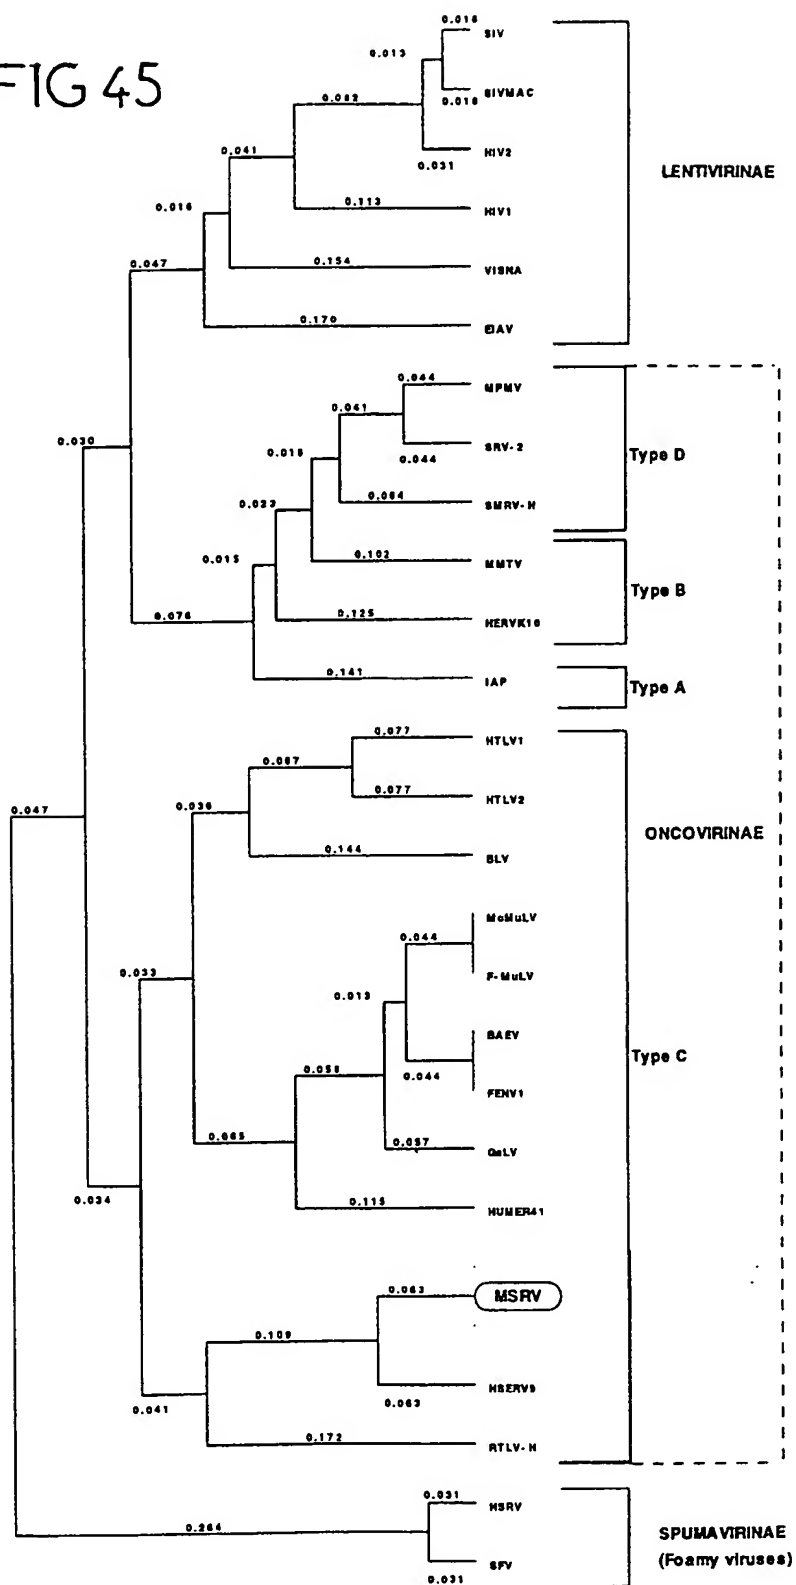 FIG 45
0.016
SIV
0.013
SIVMAC
0.016
0.082
HIV2
0.031
0.041
LENTIVIRINAE
0.113
HIV1
0.016
0.154
VISNA
0.047
0.170
EIAV
0.044
MPMV
0.041
SRV-2
0.044
0.030
0.018
Type D
0.084
SMRV-H
0.023
0.102
MMTV
0.015
Type B
0.125
HERVK10
0.076
0.141
IAP
Type A
0.077
HTLV1
0.087
0.077
HTLV2
0.036
0.047
ONCOVIRINAE
0.144
BLV
MoMuLV
0.044
F-MuLV
0.033
0.013
BAEV
0.044
FENV1
0.058
Type C
0.065
0.057
GaLV
0.034
0.115
HUMER41
0.063
MSRV
0.109
HSERV9
0.063
0.041
0.172
RTLV-H
0.031
HSRV
0.264
SPUMAVIRINAE
(Foamy viruses)
SFV
0.031